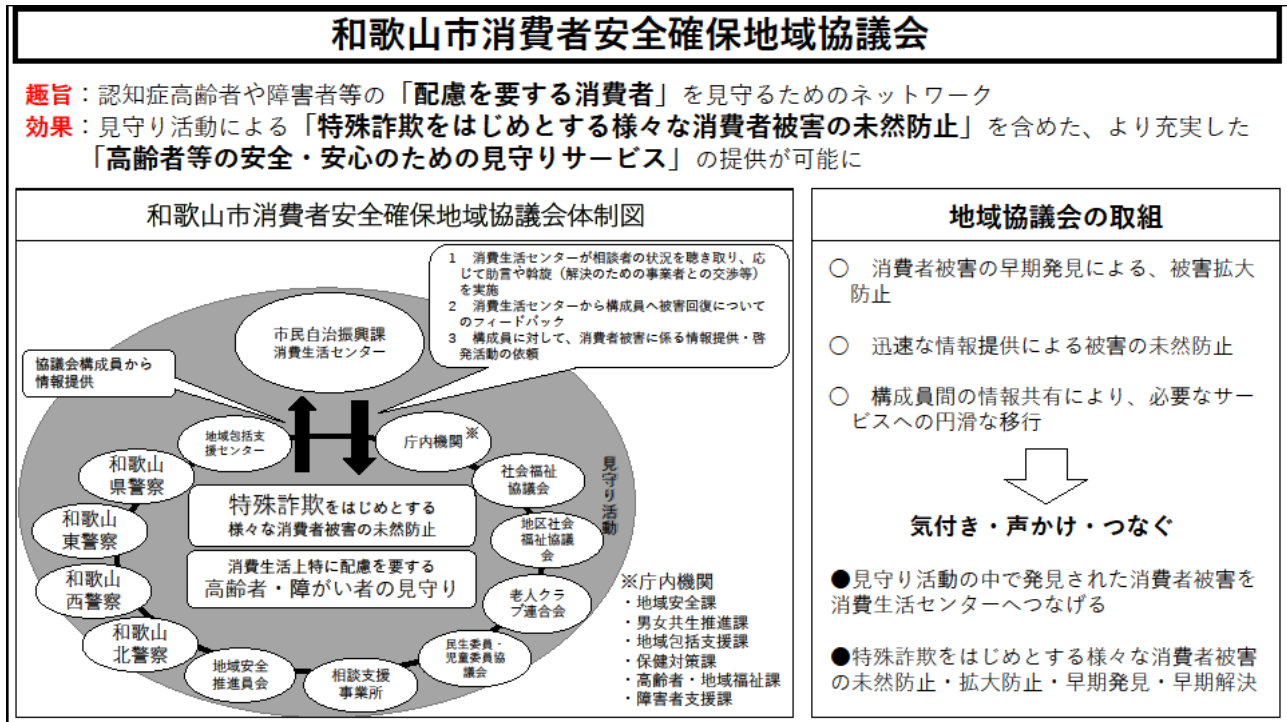 和歌山市消費者安全確保地域協議会
趣旨：認知症高齢者や障害者等の「配慮を要する消費者」を見守るためのネットワーク
効果：見守り活動による「特殊詐欺をはじめとする様々な消費者被害の未然防止」を含めた、より充実した
「高齢者等の安全・安心のための見守りサービス」の提供が可能に
和歌山市消費者安全確保地域協議会体制図
1　消費生活センターが相談者の状況を聴き取り、応
じて助言や斡旋（解決のための事業者との交渉等）
を実施
2　消費生活センターから構成員へ被害回復について
のフィードバック
3　構成員に対して、消費者被害に係る情報提供・啓
発活動の依頼
市民自治振興課
消費生活センター
協議会構成員から
情報提供
地域包括支
援センター
庁内機関※
和歌山
県警察
社会福祉
協議会
見守り活動
和歌山
東警察
地区社会
福祉協議
会
特殊詐欺をはじめとする
様々な消費者被害の未然防止
消費生活上特に配慮を要する
高齢者・障がい者の見守り
和歌山
西警察
老人クラ
ブ連合会
和歌山
北警察
民生委員・
児童委員協
議会
地域安全
推進員会
相談支援
事業所
※庁内機関
・地域安全課
・男女共生推進課
・地域包括支援課
・保健対策課
・高齢者・地域福祉課
・障害者支援課
地域協議会の取組
○　消費者被害の早期発見による、被害拡大
防止
○　迅速な情報提供による被害の未然防止
○　構成員間の情報共有により、必要なサー
ビスへの円滑な移行
気付き・声かけ・つなぐ
●見守り活動の中で発見された消費者被害を
消費生活センターへつなげる
●特殊詐欺をはじめとする様々な消費者被害
の未然防止・拡大防止・早期発見・早期解決